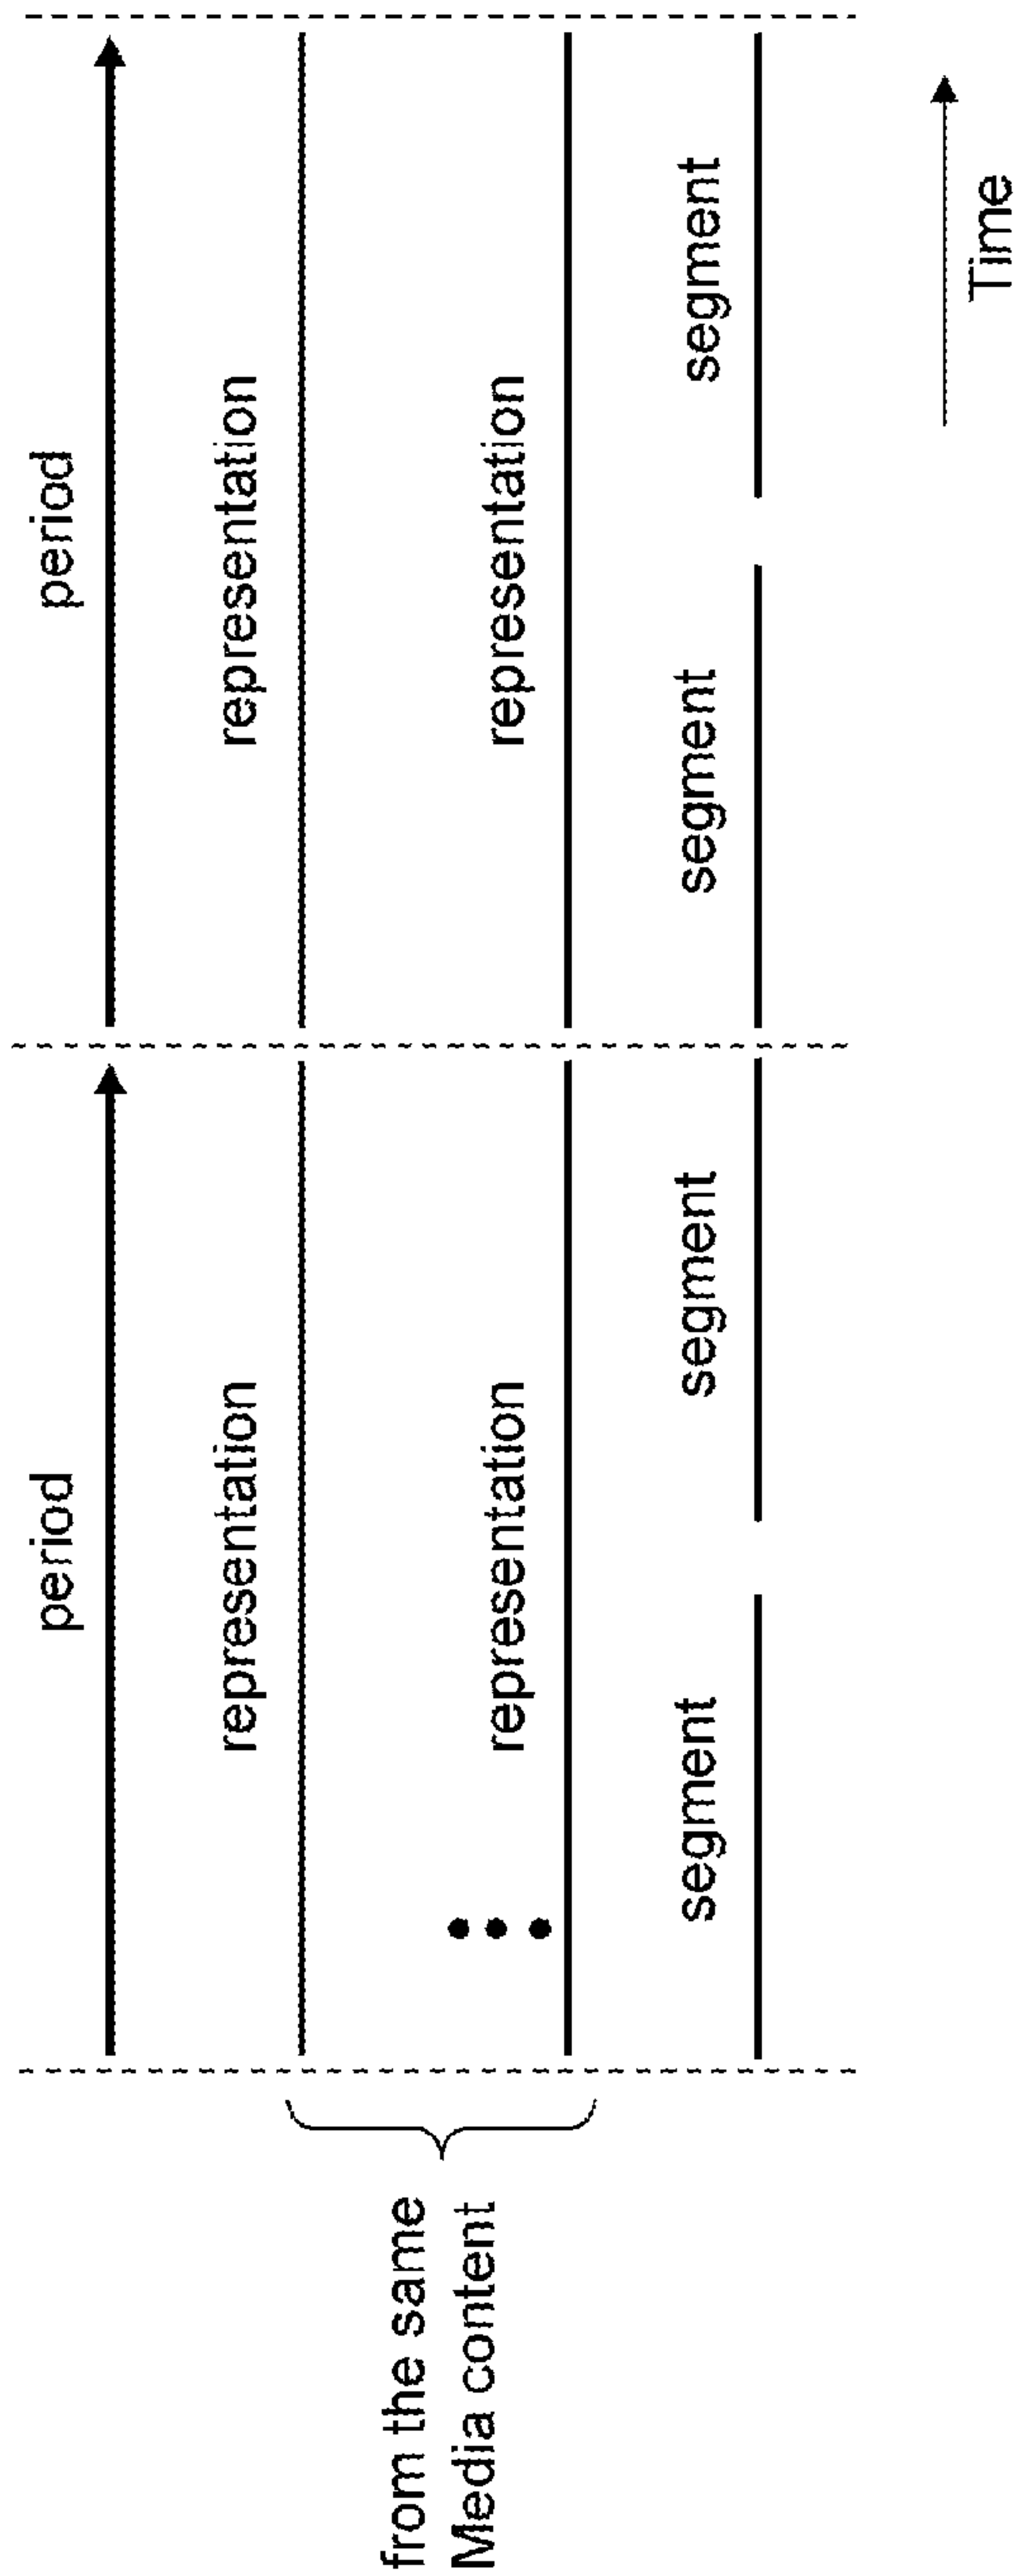 period
period
representation
representation
from the same
Media content
representation
representation
segment
segment
segment
segment
Time